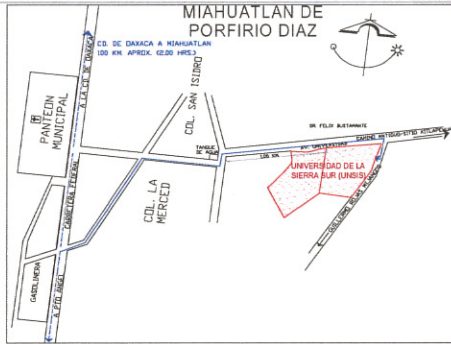 MIAHUATLAN DE
PORFIRIO DIAZ
CD. DE OAXACA A MIAHUATLAN
100 KM. APROX. (2.00 HRS.)
A LA CD. DE OAXACA
PANTEON
MUNICIPAL
COL. SAN ISIDRO
TANQUE
DE AGUA
DR. FELIX BUSTAMANTE
CAMINO ANTIGUO-SITIO XITLAPEHUA
AV. UNIVERSIDAD
UNIVERSIDAD DE LA
SIERRA SUR (UNSIS)
GUILLERMO ROJAS MIJANGOS
COL. LA
MERCED
CARRETERA FEDERAL
GASOLINERA
A PTO. ANGEL